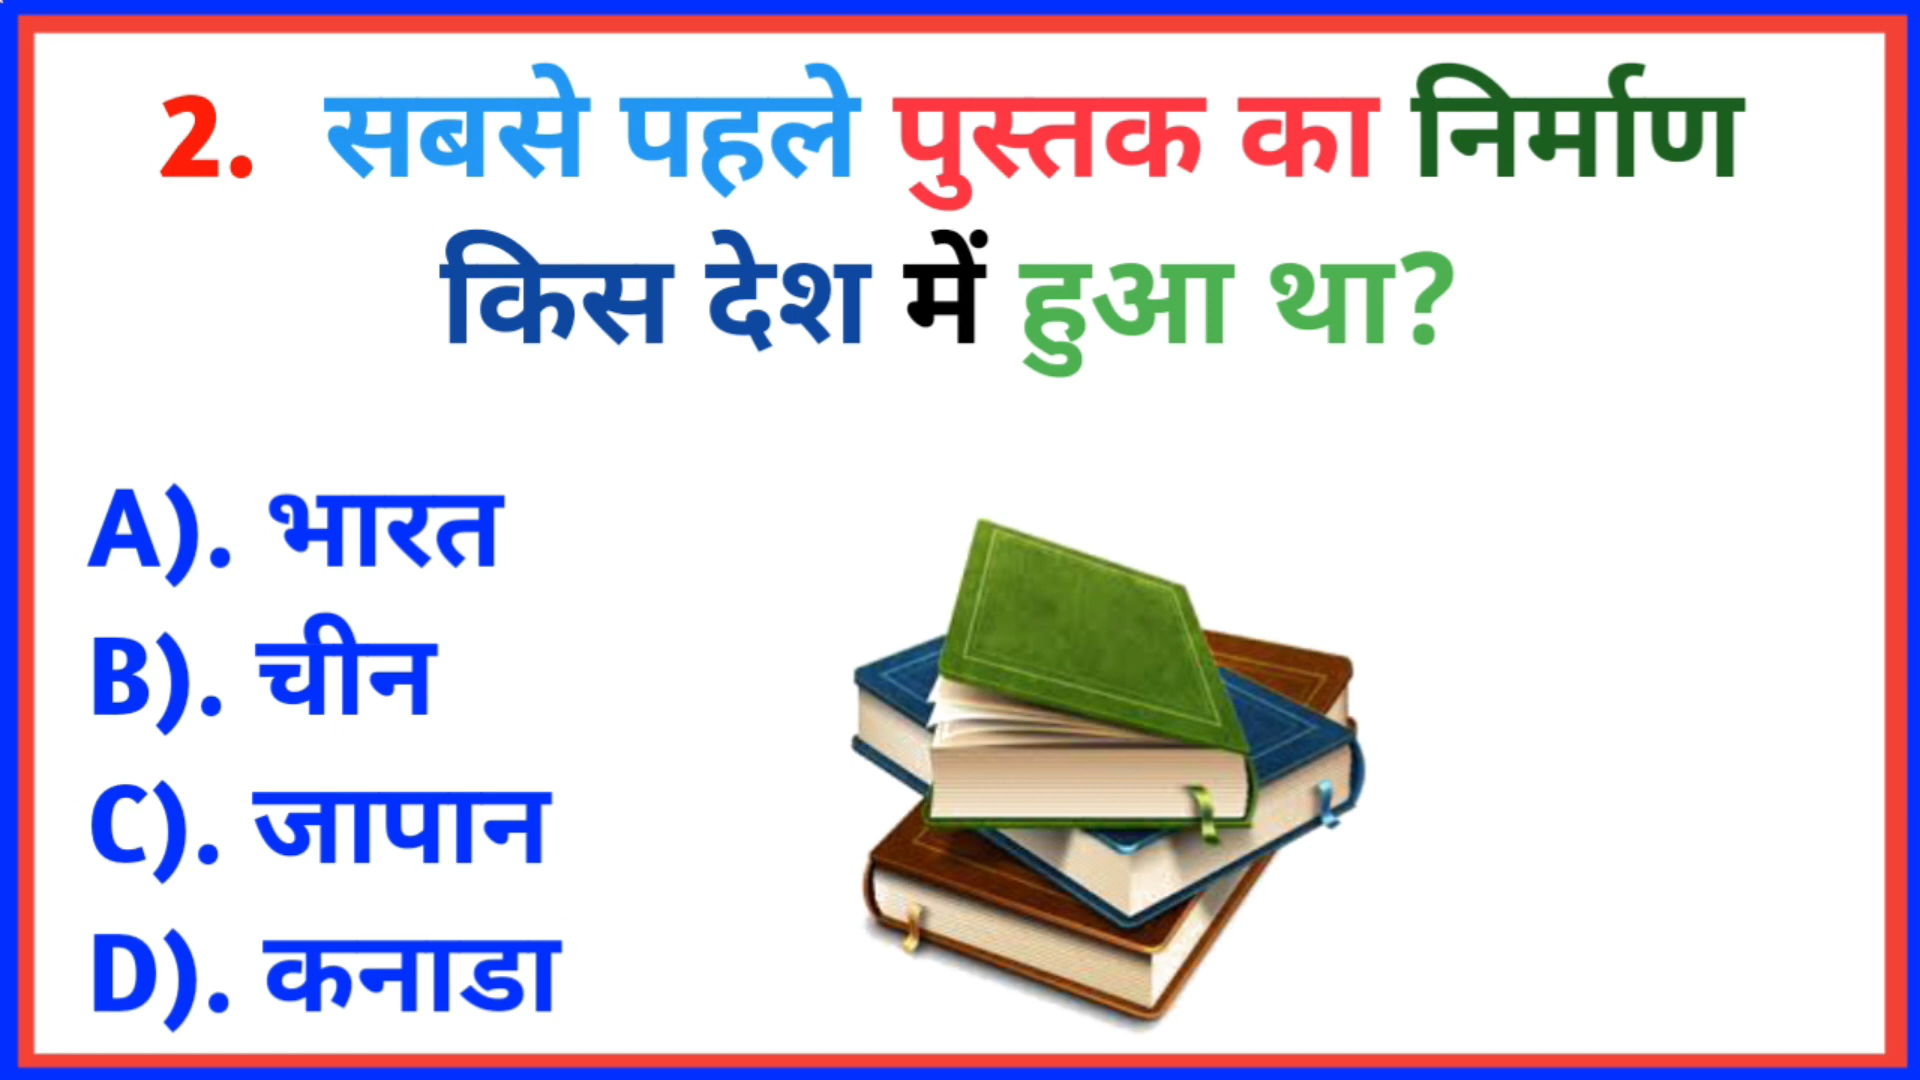 2. सबसे पहले पुस्तक का निर्माण
किस देश में हुआ था?
A). भारत
B). चीन
C). जापान
D). कनाडा